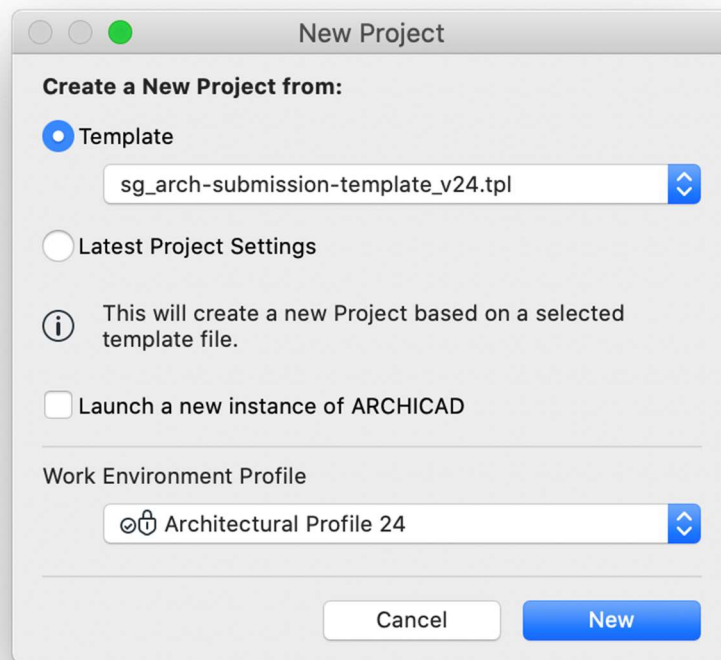 New Project
Create a New Project from:
Template
sg_arch-submission-template_v24.tpl
Latest Project Settings
This will create a new Project based on a selected
template file.
Launch a new instance of ARCHICAD
Work Environment Profile
Architectural Profile 24
Cancel
New